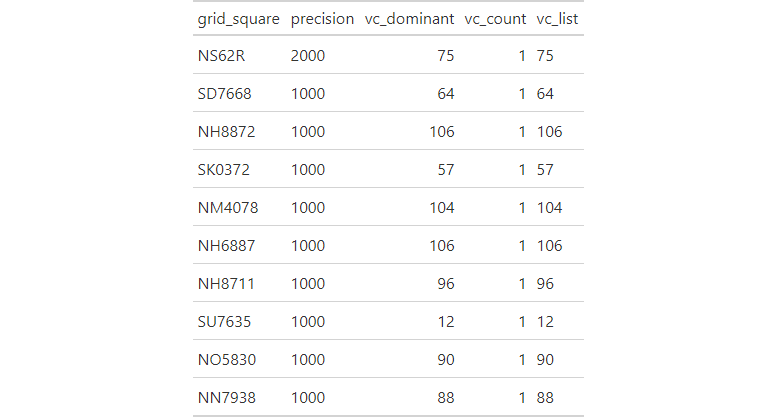 grid_square precision vc_dominant vc_count vc_list
NS62R 2000 75 1 75
SD7668 1000 64 1 64
NH8872 1000 106 1 106
SK0372 1000 57 1 57
NM4078 1000 104 1 104
NH6887 1000 106 1 106
NH8711 1000 96 1 96
SU7635 1000 12 1 12
NO5830 1000 90 1 90
NN7938 1000 88 1 88